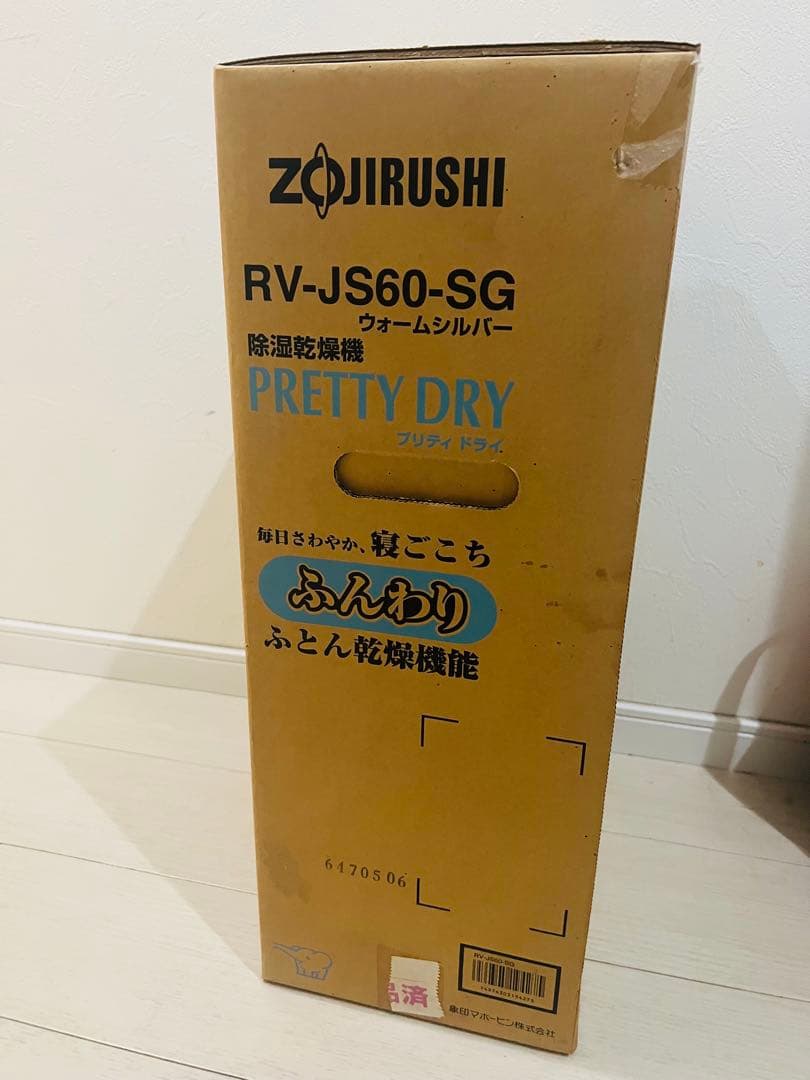 ZOJIRUSHI
RV-JS60-SG
ウォームシルバー
除湿乾燥機
PRETTY DRY
プリティ ドライ
毎日さわやか、寝ごこち
ふんわり
ふとん乾燥機能
6470506
RV-JS60-SG
済
象印マホービン株式会社